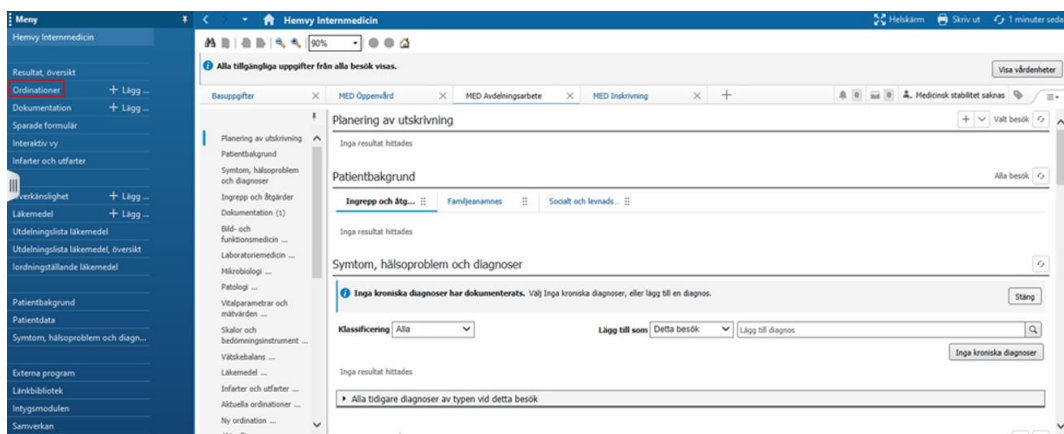 Meny
Hemvy Internmedicin
Helskärm
Skriv ut
1 minuter seda
Hemvy Internmedicin
Resultat, översikt
Ordinationer + Lägg ...
Dokumentation + Lägg ...
Sparade formulär
Interaktiv vy
Infarter och utfarter
verkänslighet + Lägg ...
Läkemedel + Lägg ...
Utdelningslista läkemedel
Utdelningslista läkemedel, översikt
Iordningställande läkemedel
Patientbakgrund
Patientdata
Symtom, hälsoproblem och diagn...
Externa program
Länkbibliotek
Intygsmodulen
Samverkan
90%
Alla tillgängliga uppgifter från alla besök visas.
Visa vårdenheter
Basuppgifter
MED Öppenvård
MED Avdelningsarbete
MED Inskrivning
0
0
Medicinsk stabilitet saknas
Planering av utskrivning
Patientbakgrund
Symtom, hälsoproblem
och diagnoser
Ingrepp och Åtgärder
Dokumentation (1)
Bild- och
funktionsmedicin ...
Laboratoriemedicin ...
Mikrobiologi ...
Patologi ...
Vitalparametrar och
mätvärden ...
Skalor och
bedömningsinstrument ...
Vätskebalans ...
Läkemedel ...
Infarter och utfarter ...
Aktuella ordinationer ...
Ny ordination ...
Planering av utskrivning
Valt besök
Inga resultat hittades
Patientbakgrund
Alla besök
Ingrepp och åtg...
Familjeanamnes
Socialt och levnads...
Inga resultat hittades
Symtom, hälsoproblem och diagnoser
Inga kroniska diagnoser har dokumenterats. Välj Inga kroniska diagnoser, eller lägg till en diagnos.
Stäng
Klassificering Alla
Lägg till som Detta besök
Lägg till diagnos
Inga kroniska diagnoser
Inga resultat hittades
Alla tidigare diagnoser av typen vid detta besök